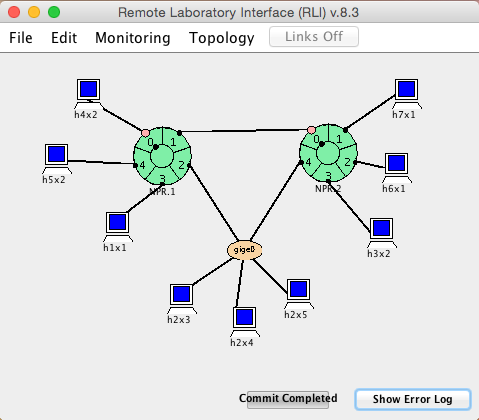 Remote Laboratory Interface (RLI) v.8.3
File Edit Monitoring Topology Links Off
h4x2
h7x1
0 1
4 2
3
NPR.1
0 1
4 2
3
NPR.2
h5x2
h6x1
h1x1
h3x2
gige0
h2x3
h2x5
h2x4
Commit Completed Show Error Log